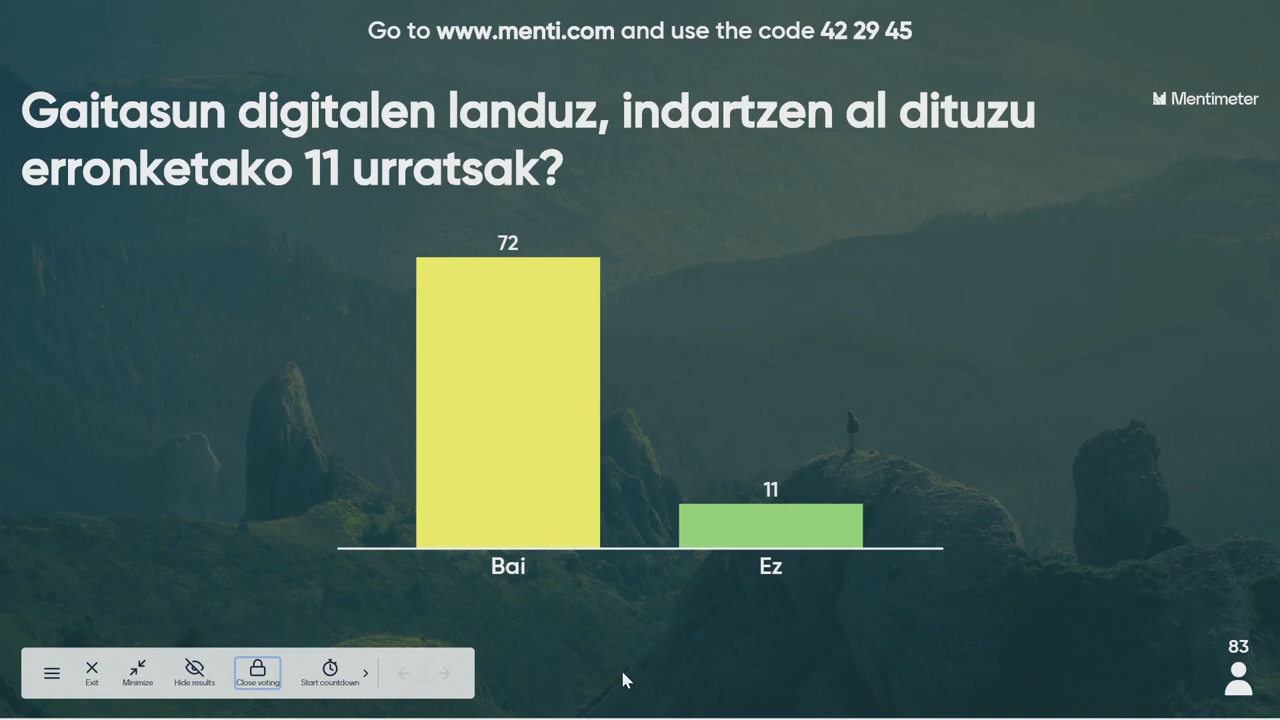 Go to www.menti.com and use the code 42 29 45
Gaitasun digitalen landuz, indartzen al dituzu
erronketako 11 urratsak?
Mentimeter
72
11
Bai
Ez
Exit
Minimize
Hide results
Close voting
Start countdown
83